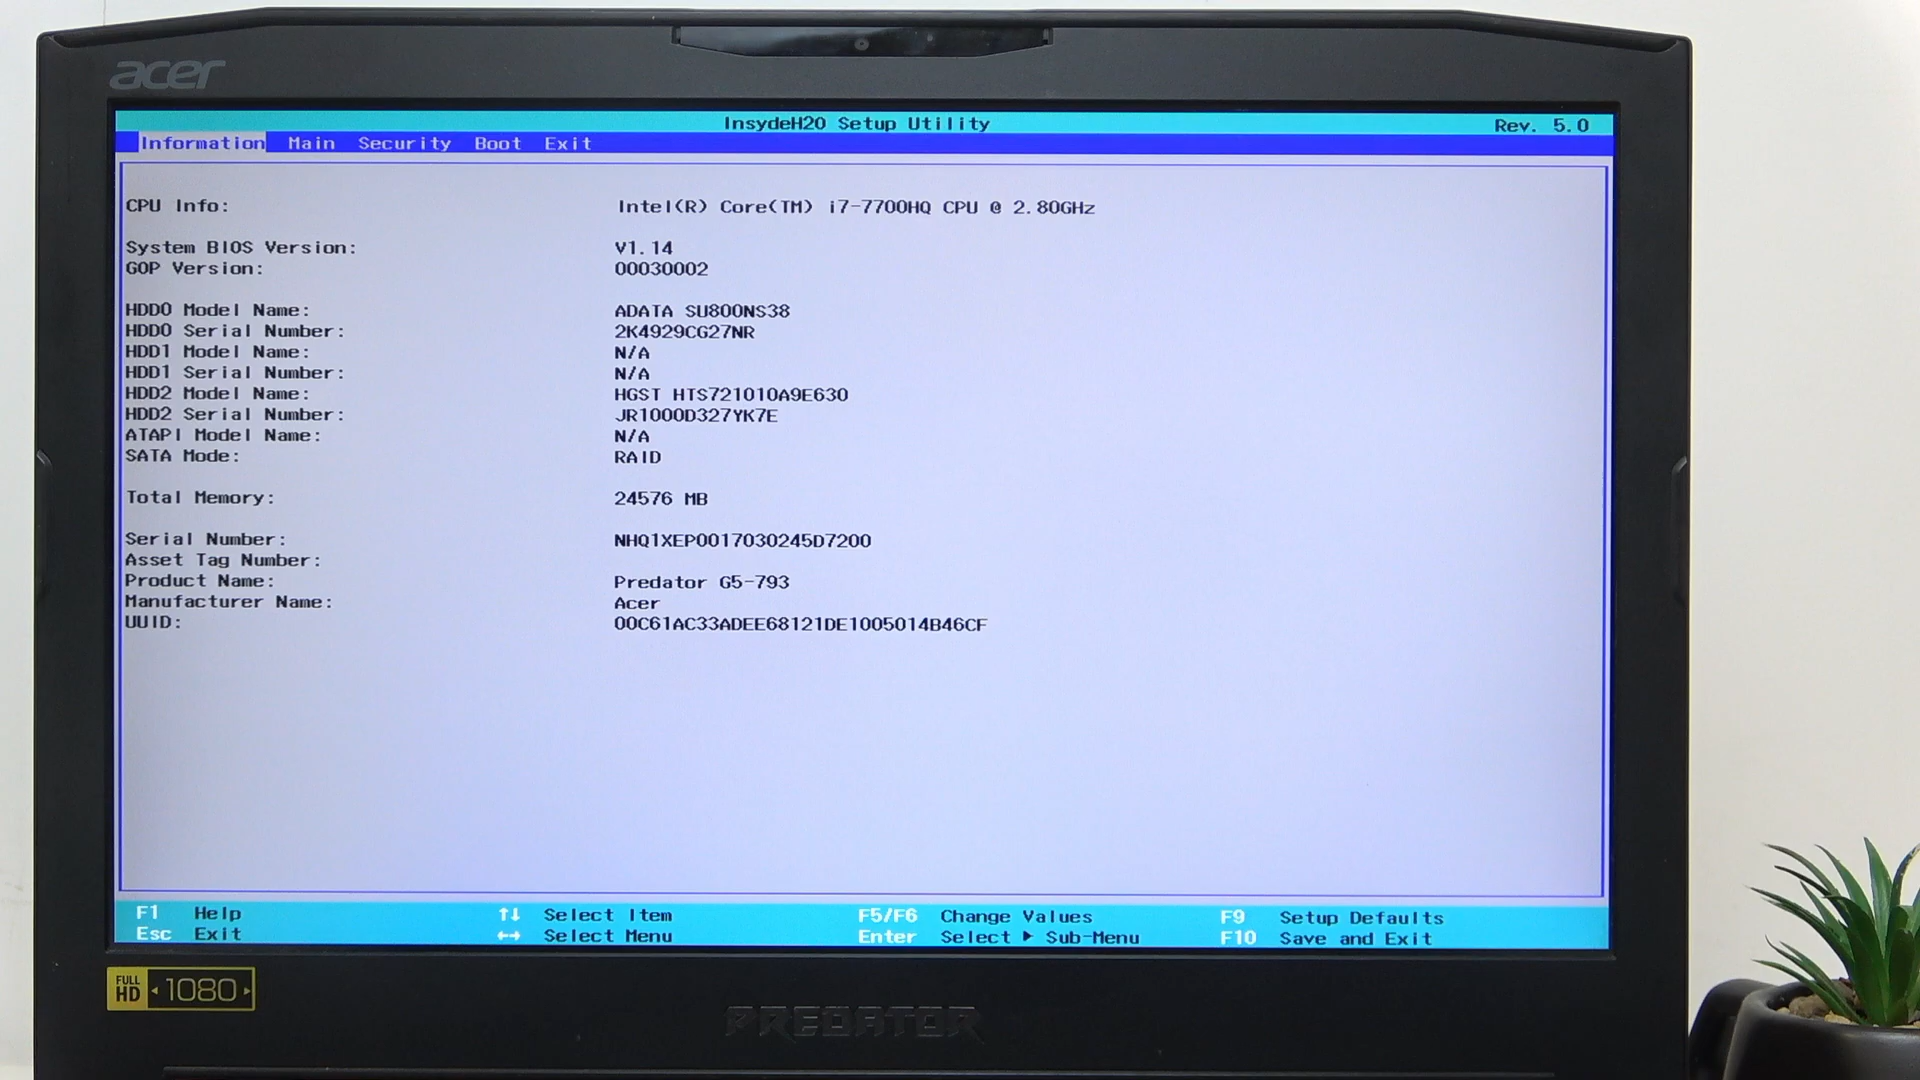 acer
InsydeH20 Setup Utility Rev. 5.0
Information Main Security Boot Exit
CPU Info: Intel(R) Core(TM) i7-7700HQ CPU @ 2.80GHz
System BIOS Version: V1.14
GOP Version: 00030002
HDD0 Model Name: ADATA SU800NS38
HDD0 Serial Number: 2K4929CG27NR
HDD1 Model Name: N/A
HDD1 Serial Number: N/A
HDD2 Model Name: HGST HTS721010A9E630
HDD2 Serial Number: JR1000D327YK7E
ATAPI Model Name: N/A
SATA Mode: RAID
Total Memory: 24576 MB
Serial Number: NHQ1XEP0017030245D7200
Asset Tag Number:
Product Name: Predator G5-793
Manufacturer Name: Acer
UUID: 00C61AC33ADEE68121DE1005014B46CF
F1 Help ↑↓ Select Item F5/F6 Change Values F9 Setup Defaults
Esc Exit ←→ Select Menu Enter Select ▶ Sub-Menu F10 Save and Exit
FULL HD 1080
PREDATOR